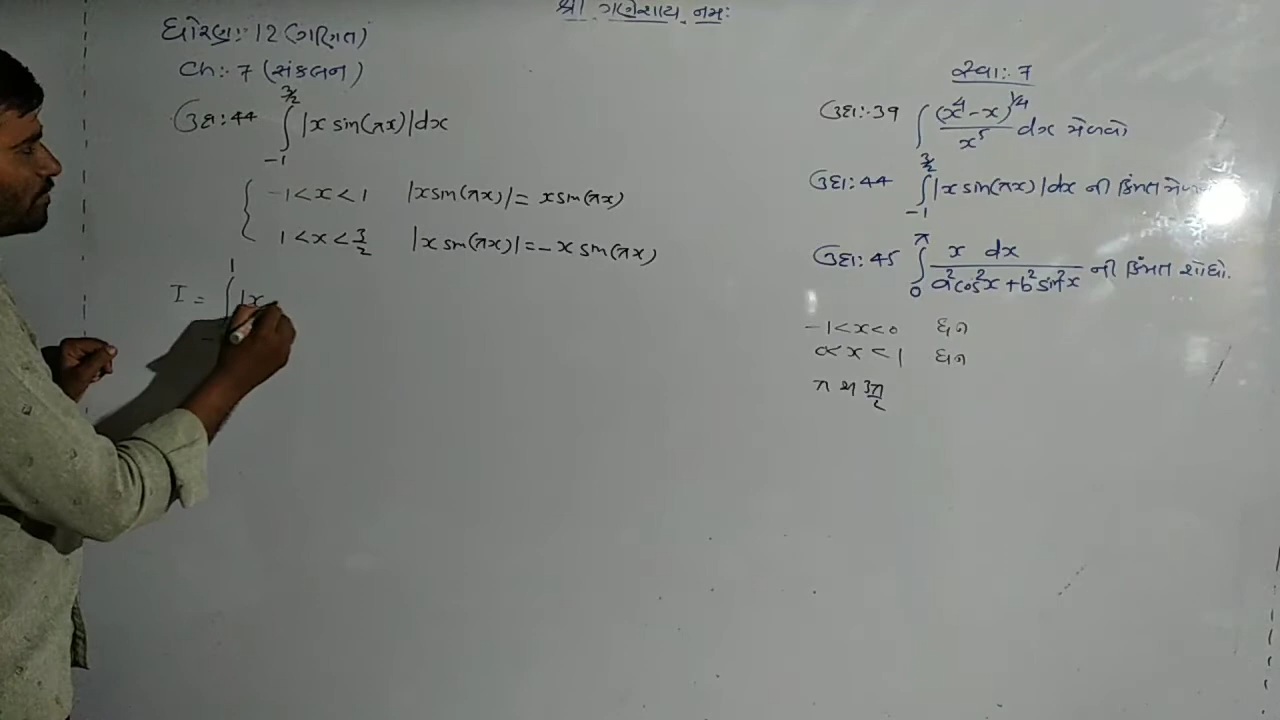 શ્રી ગણેશાય નમઃ
ધોરણ:- 12 (ગણિત)
Ch:- 7 (સંકલન)
ઉદા:- 44 ∫_{-1}^{3/2} |x sin(πx)|dx
-1<x<1 |x sin(πx)| = x sin(πx)
1<x<3/2 |x sin(πx)| = -x sin(πx)
I = ∫^{1} |x
સ્વા:- 7
ઉદા:- 39 ∫ (x⁴-x)^{1/4}/x⁵ dx મેળવો
ઉદા:- 44 ∫_{-1}^{3/2} |x sin(πx)|dx ની કિંમત
ઉદા:- 45 ∫_{0}^{π} x dx/(a²cos²x+b²sin²x) ની કિંમત શોધો.
-1<x<0 ધન
0<x<1 ધન
π થી 3π/2